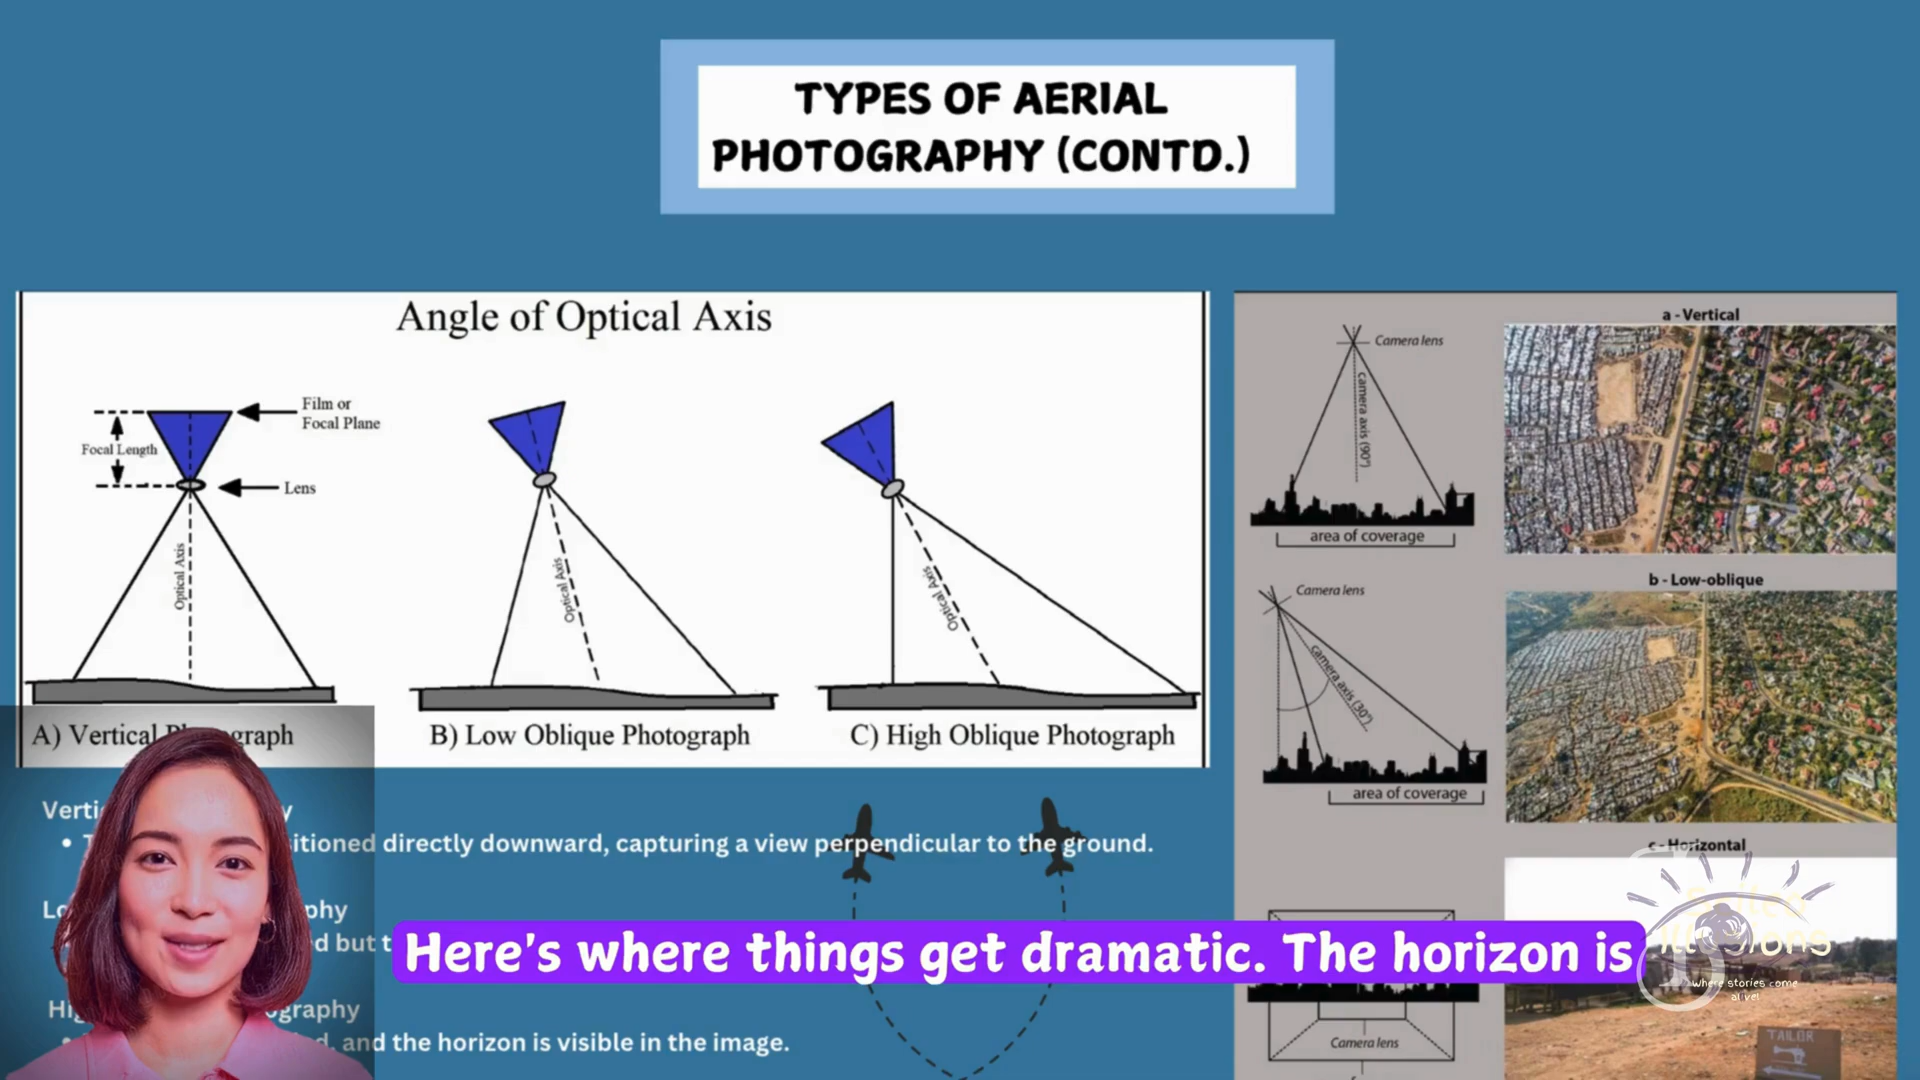 TYPES OF AERIAL
PHOTOGRAPHY (CONTD.)
Angle of Optical Axis
Film or
Focal Plane
Focal Length
Lens
Optical Axis
Optical Axis
Optical Axis
A) Vertical graph
B) Low Oblique Photograph
C) High Oblique Photograph
a - Vertical
Camera lens
camera axis (90°)
area of coverage
b - Low-oblique
Camera lens
camera axis (30°)
area of coverage
c - Horizontal
Camera lens
TAILOR
directly downward, capturing a view perpendicular to the ground.
but
and the horizon is visible in the image.
Here's where things get dramatic. The horizon is
Illusions
where stories come
alive!